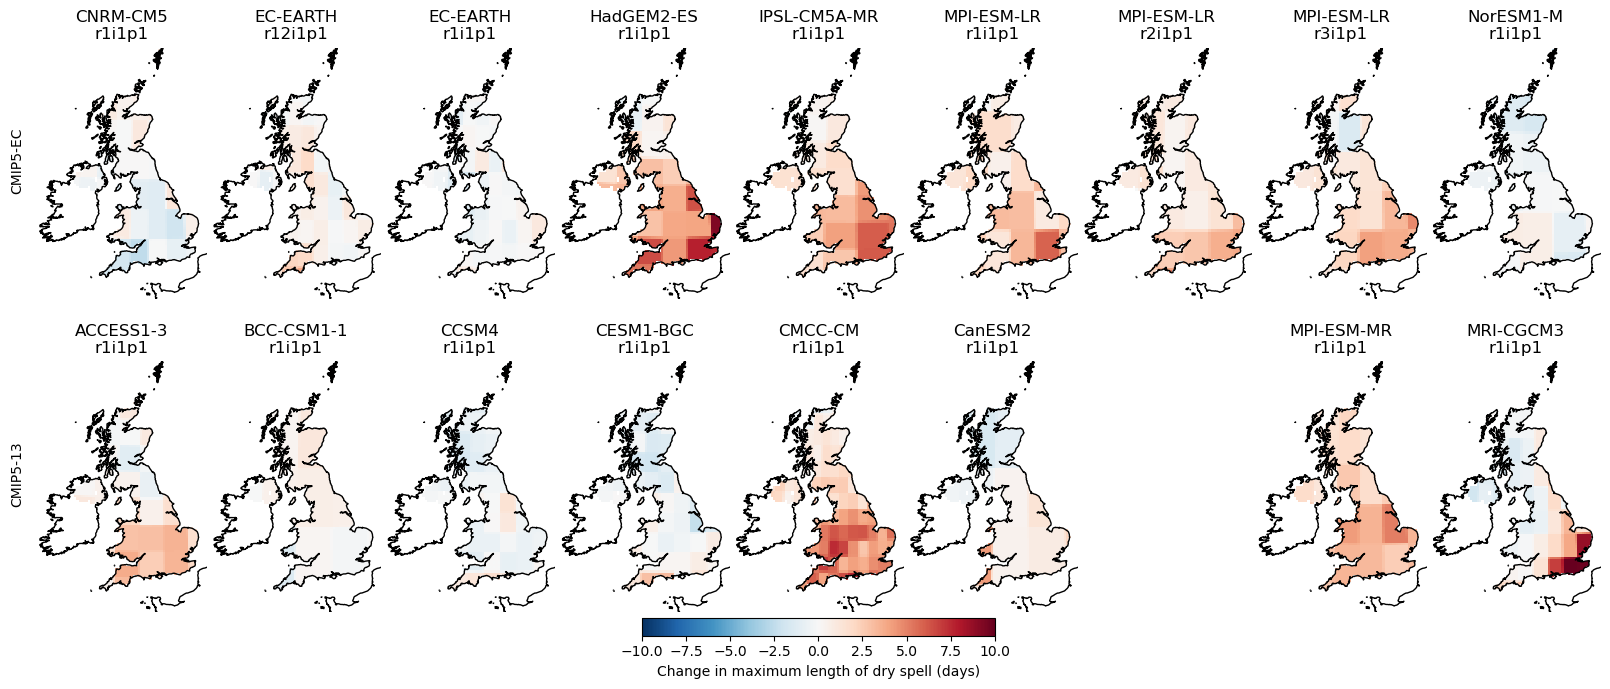 CNRM-CM5
r1i1p1
EC-EARTH
r12i1p1
EC-EARTH
r1i1p1
HadGEM2-ES
r1i1p1
IPSL-CM5A-MR
r1i1p1
MPI-ESM-LR
r1i1p1
MPI-ESM-LR
r2i1p1
MPI-ESM-LR
r3i1p1
NorESM1-M
r1i1p1
CMIP5-EC
ACCESS1-3
r1i1p1
BCC-CSM1-1
r1i1p1
CCSM4
r1i1p1
CESM1-BGC
r1i1p1
CMCC-CM
r1i1p1
CanESM2
r1i1p1
MPI-ESM-MR
r1i1p1
MRI-CGCM3
r1i1p1
CMIP5-13
−10.0 −7.5 −5.0 −2.5 0.0 2.5 5.0 7.5 10.0
Change in maximum length of dry spell (days)